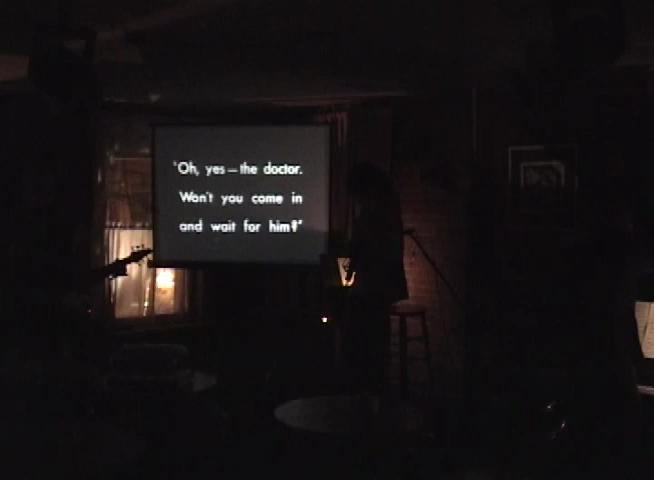 "Oh, yes—the doctor.
Won't you come in
and wait for him?"